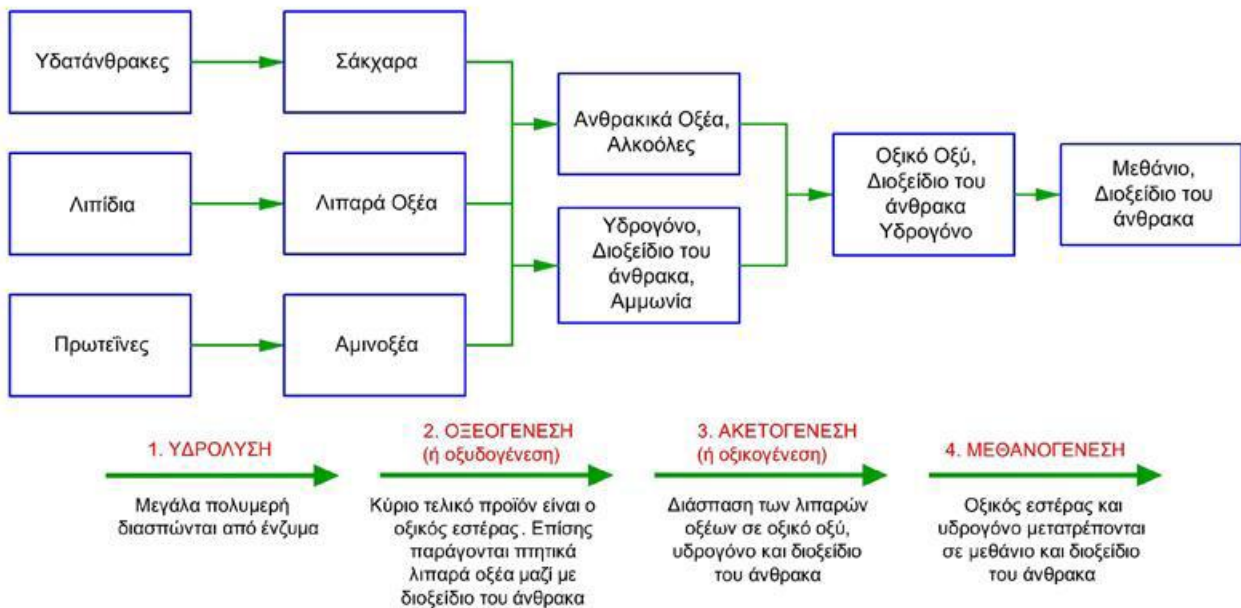 Υδατάνθρακες
Σάκχαρα
Λιπίδια
Λιπαρά Οξέα
Πρωτεΐνες
Αμινοξέα
Ανθρακικά Οξέα,
Αλκοόλες
Υδρογόνο,
Διοξείδιο του
άνθρακα,
Αμμωνία
Οξικό Οξύ,
Διοξείδιο του
άνθρακα
Υδρογόνο
Μεθάνιο,
Διοξείδιο του
άνθρακα
1. ΥΔΡΟΛΥΣΗ
Μεγάλα πολυμερή
διασπώνται από ένζυμα
2. ΟΞΕΟΓΕΝΕΣΗ
(ή οξυδογένεση)
Κύριο τελικό προϊόν είναι ο
οξικός εστέρας. Επίσης
παράγονται πτητικά
λιπαρά οξέα μαζί με
διοξείδιο του άνθρακα
3. ΑΚΕΤΟΓΕΝΕΣΗ
(ή οξικογένεση)
Διάσπαση των λιπαρών
οξέων σε οξικό οξύ,
υδρογόνο και διοξείδιο
του άνθρακα
4. ΜΕΘΑΝΟΓΕΝΕΣΗ
Οξικός εστέρας και
υδρογόνο μετατρέπονται
σε μεθάνιο και διοξείδιο
του άνθρακα